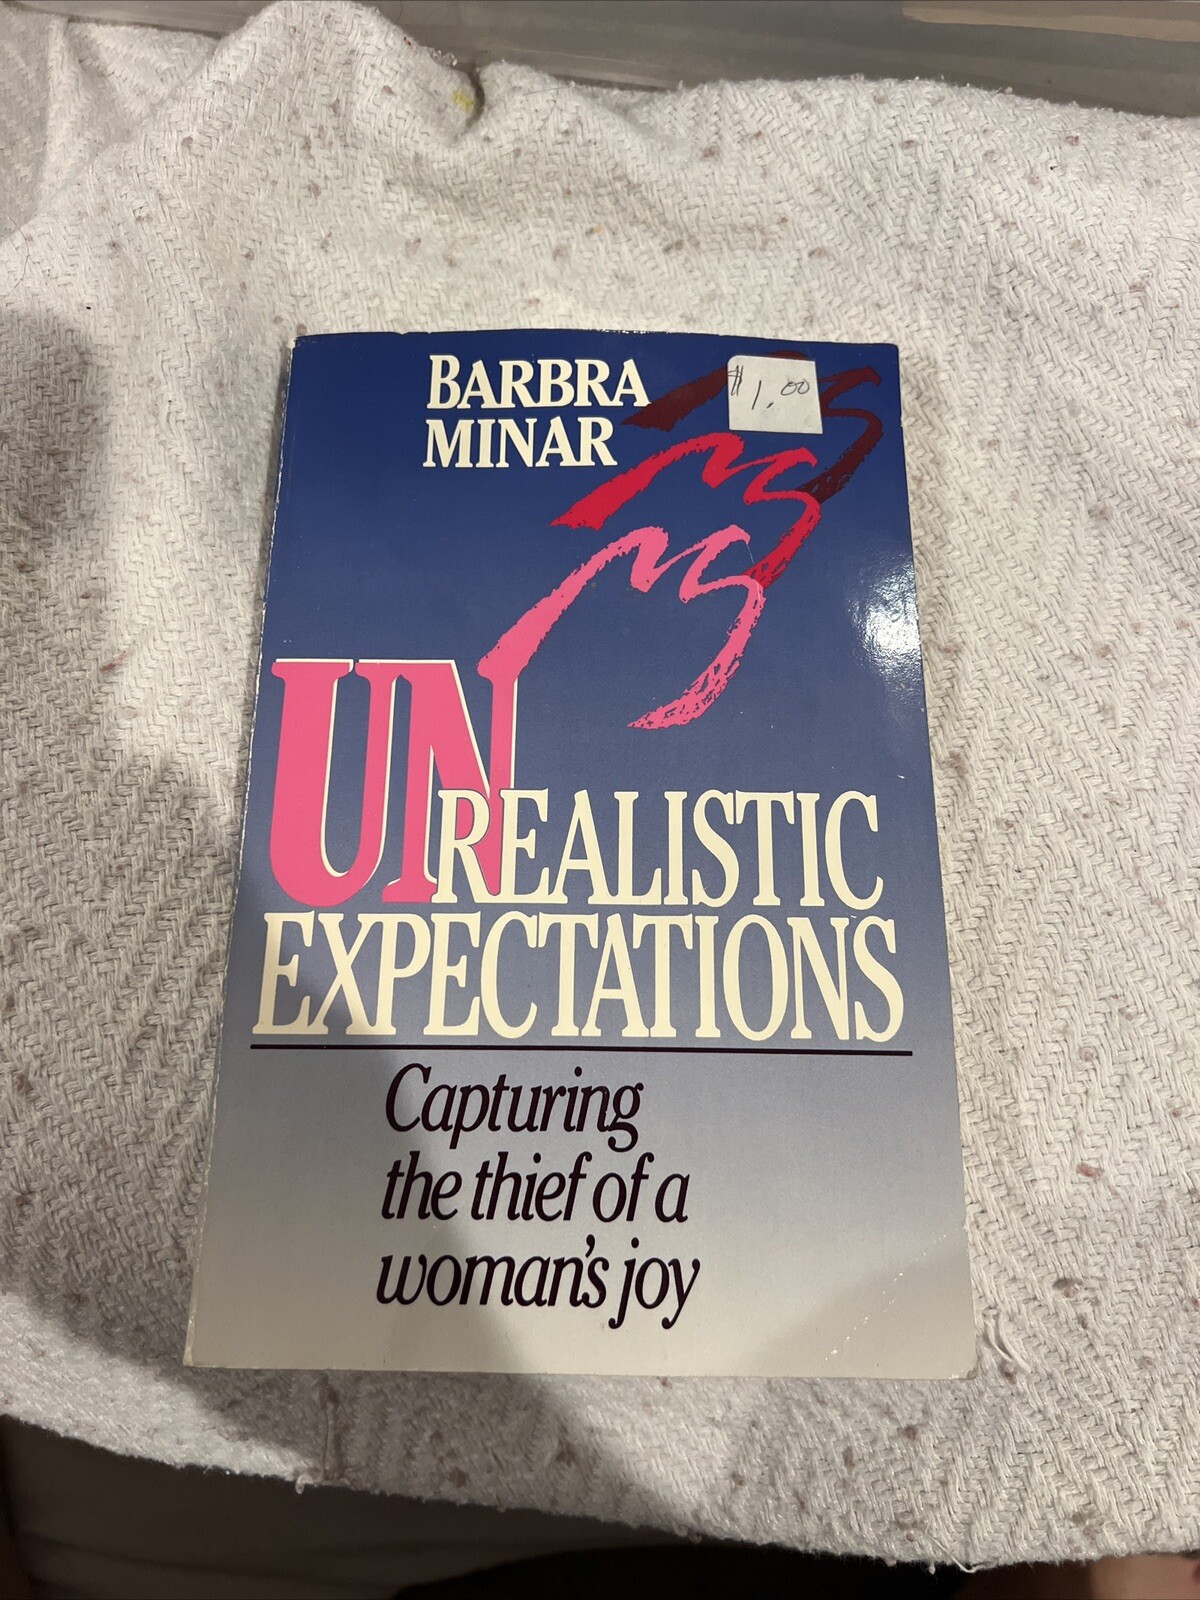 BARBRA
MINAR
$1.00
UNREALISTIC
EXPECTATIONS
Capturing
the thief of a
woman's joy